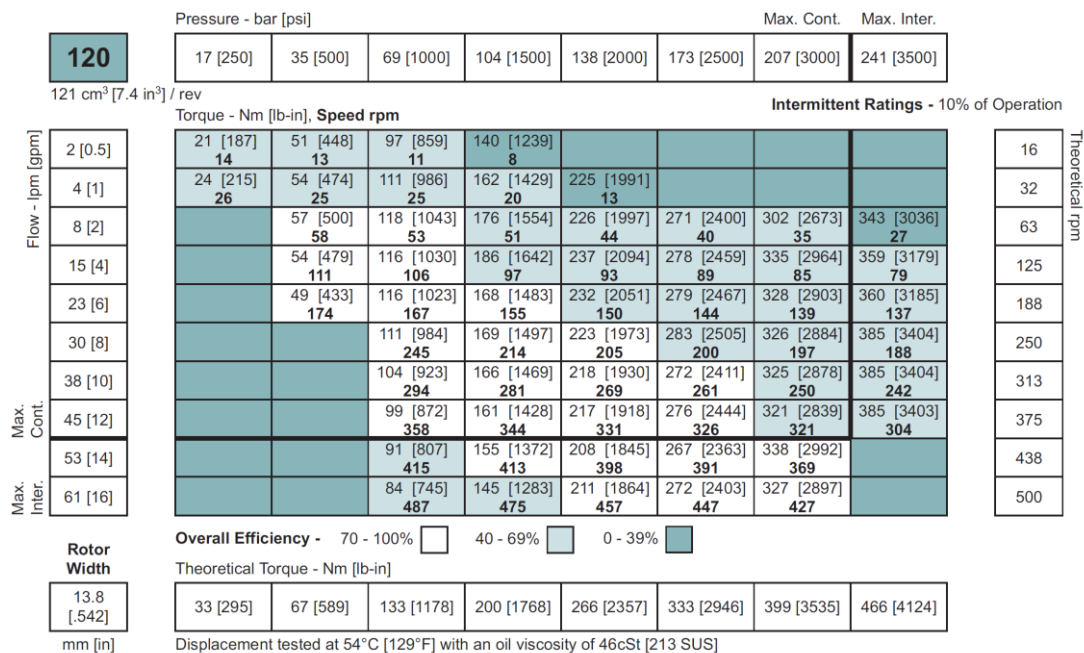 Pressure - bar [psi] Max. Cont. Max. Inter.
120 17 [250] 35 [500] 69 [1000] 104 [1500] 138 [2000] 173 [2500] 207 [3000] 241 [3500]
121 cm³ [7.4 in³] / rev
Intermittent Ratings - 10% of Operation
Torque - Nm [lb-in], Speed rpm
Flow - lpm [gpm]
Theoretical rpm
2 [0.5] 21 [187] 51 [448] 97 [859] 140 [1239] 16
14 13 11 8
4 [1] 24 [215] 54 [474] 111 [986] 162 [1429] 225 [1991] 32
26 25 25 20 13
8 [2] 57 [500] 118 [1043] 176 [1554] 226 [1997] 271 [2400] 302 [2673] 343 [3036] 63
58 53 51 44 40 35 27
15 [4] 54 [479] 116 [1030] 186 [1642] 237 [2094] 278 [2459] 335 [2964] 359 [3179] 125
111 106 97 93 89 85 79
23 [6] 49 [433] 116 [1023] 168 [1483] 232 [2051] 279 [2467] 328 [2903] 360 [3185] 188
174 167 155 150 144 139 137
30 [8] 111 [984] 169 [1497] 223 [1973] 283 [2505] 326 [2884] 385 [3404] 250
245 214 205 200 197 188
38 [10] 104 [923] 166 [1469] 218 [1930] 272 [2411] 325 [2878] 385 [3404] 313
294 281 269 261 250 242
Max. Cont.
45 [12] 99 [872] 161 [1428] 217 [1918] 276 [2444] 321 [2839] 385 [3403] 375
358 344 331 326 321 304
53 [14] 91 [807] 155 [1372] 208 [1845] 267 [2363] 338 [2992] 438
415 413 398 391 369
Max. Inter.
61 [16] 84 [745] 145 [1283] 211 [1864] 272 [2403] 327 [2897] 500
487 475 457 447 427
Overall Efficiency - 70 - 100% 40 - 69% 0 - 39%
Rotor
Width
Theoretical Torque - Nm [lb-in]
13.8
[.542]
33 [295] 67 [589] 133 [1178] 200 [1768] 266 [2357] 333 [2946] 399 [3535] 466 [4124]
mm [in] Displacement tested at 54°C [129°F] with an oil viscosity of 46cSt [213 SUS]